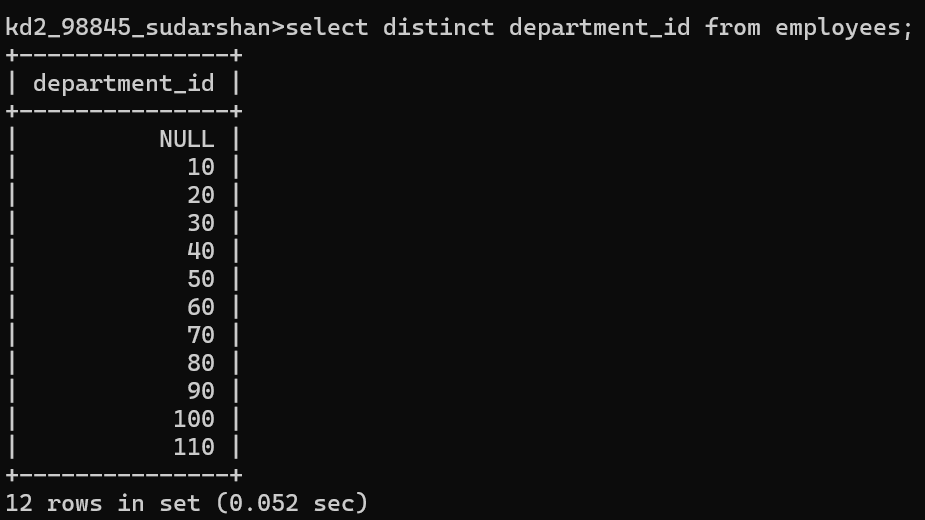 kd2_98845_sudarshan>select distinct department_id from employees;
+---------------+
| department_id |
+---------------+
|          NULL |
|            10 |
|            20 |
|            30 |
|            40 |
|            50 |
|            60 |
|            70 |
|            80 |
|            90 |
|           100 |
|           110 |
+---------------+
12 rows in set (0.052 sec)